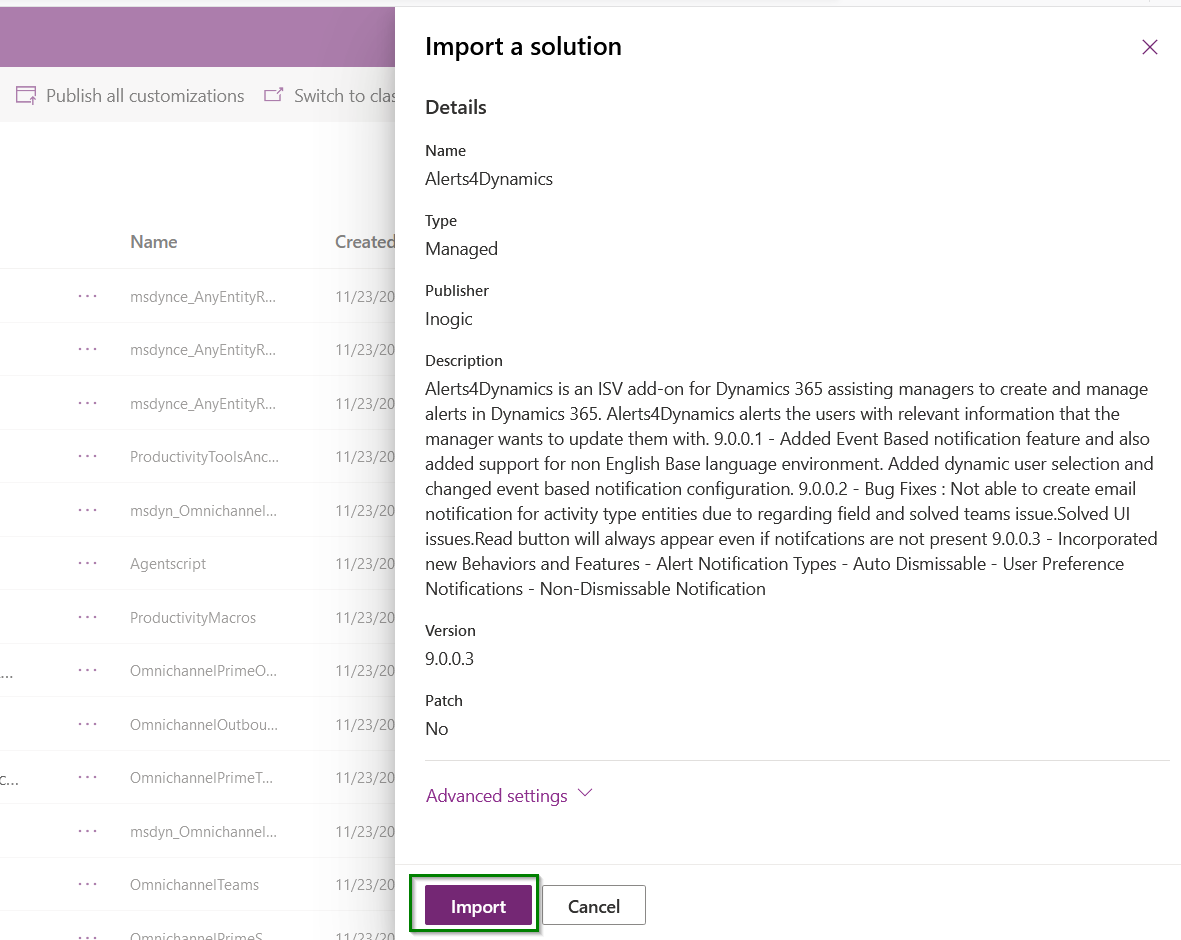 Import a solution
Publish all customizations
Switch to clas
Details
Name
Alerts4Dynamics
Type
Managed
Publisher
Inogic
Description
Alerts4Dynamics is an ISV add-on for Dynamics 365 assisting managers to create and manage
alerts in Dynamics 365. Alerts4Dynamics alerts the users with relevant information that the
manager wants to update them with. 9.0.0.1 - Added Event Based notification feature and also
added support for non English Base language environment. Added dynamic user selection and
changed event based notification configuration. 9.0.0.2 - Bug Fixes : Not able to create email
notification for activity type entities due to regarding field and solved teams issue.Solved UI
issues.Read button will always appear even if notifcations are not present 9.0.0.3 - Incorporated
new Behaviors and Features - Alert Notification Types - Auto Dismissable - User Preference
Notifications - Non-Dismissable Notification
Version
9.0.0.3
Patch
No
Advanced settings
Import
Cancel
Name Created
... msdynce_AnyEntityR... 11/23/20
... msdynce_AnyEntityR... 11/23/20
... msdynce_AnyEntityR... 11/23/20
... ProductivityToolsAnc... 11/23/20
... msdyn_Omnichannel... 11/23/20
... Agentscript 11/23/20
... ProductivityMacros 11/23/20
... ... OmnichannelPrimeO... 11/23/20
... OmnichannelOutbou... 11/23/20
c... ... OmnichannelPrimeT... 11/23/20
... msdyn_Omnichannel... 11/23/20
... OmnichannelTeams 11/23/20
... OmnichannelPrimeS... 11/23/20